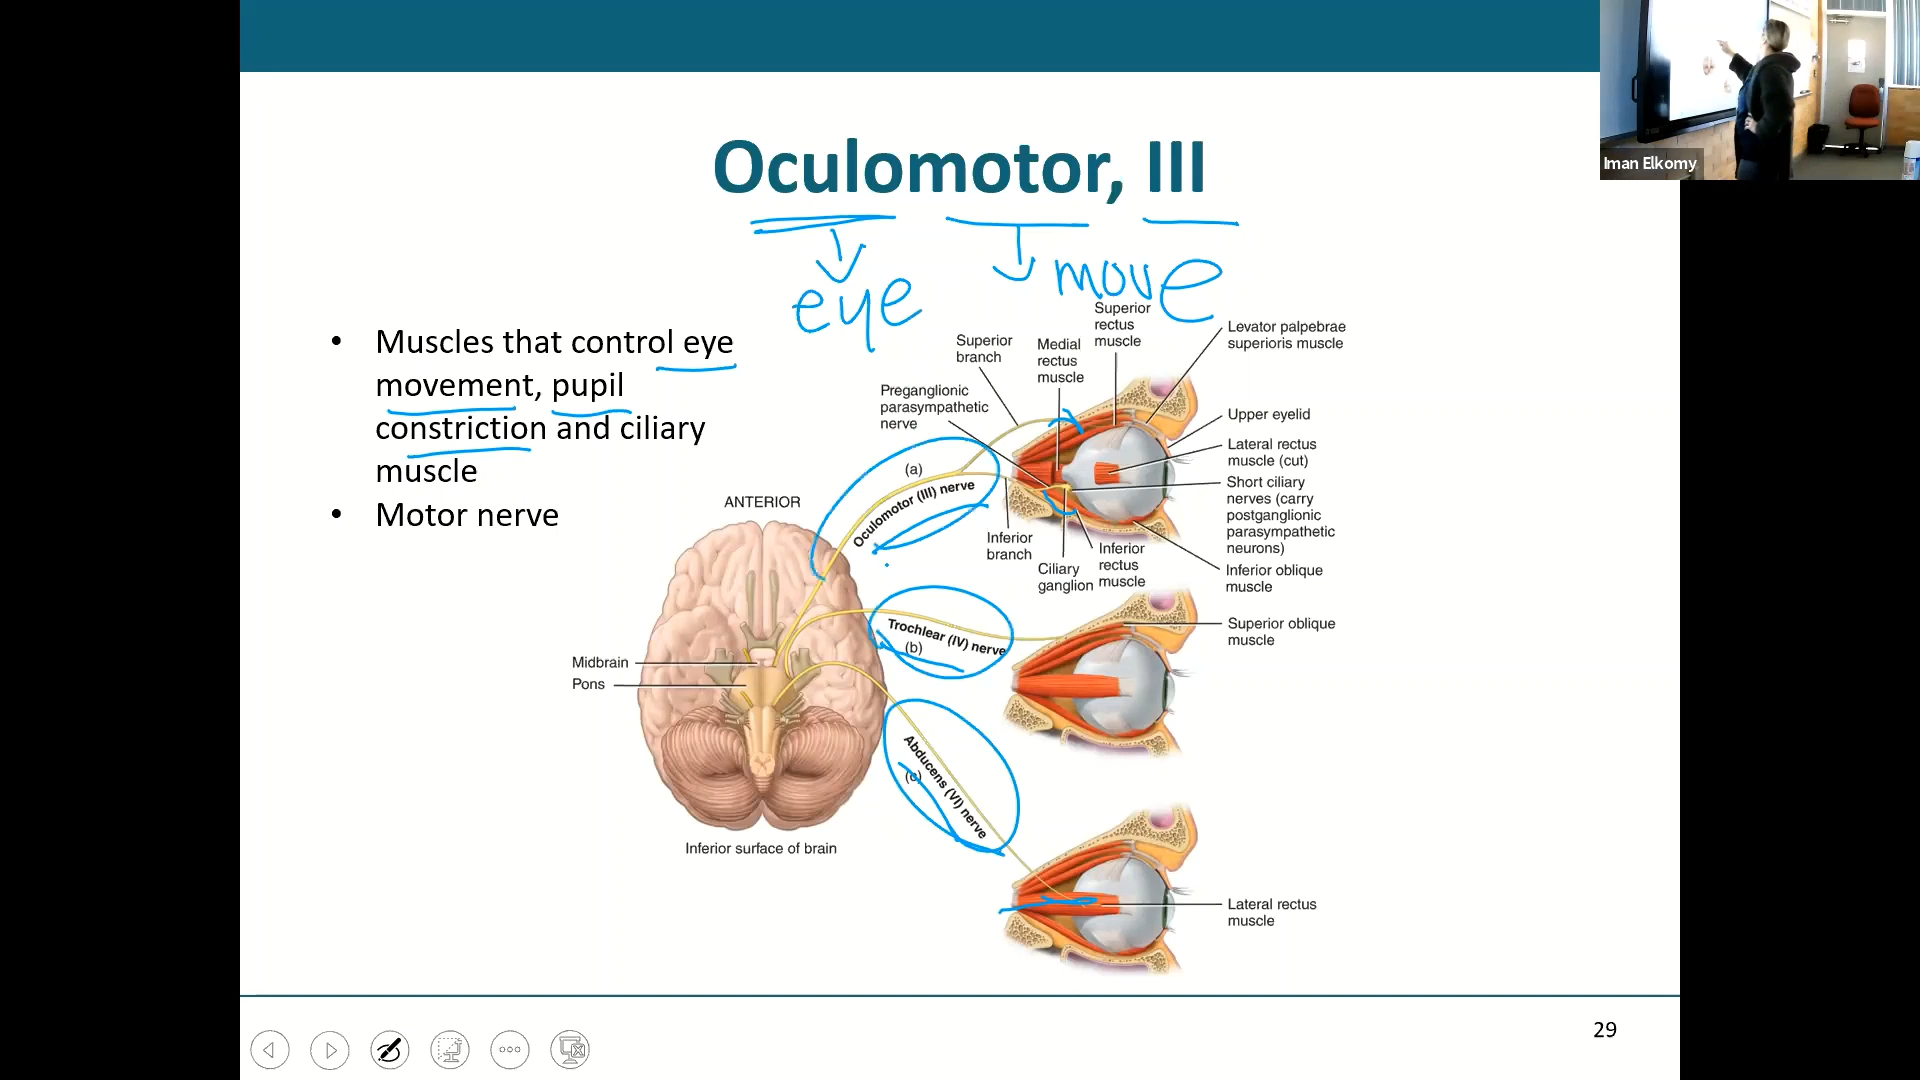 Iman Elkomy
Oculomotor, III
eye
move
• Muscles that control eye
movement, pupil
constriction and ciliary
muscle
• Motor nerve
Superior
branch
Medial
rectus
muscle
Superior
rectus
muscle
Levator palpebrae
superioris muscle
Preganglionic
parasympathetic
nerve
Upper eyelid
Lateral rectus
muscle (cut)
Short ciliary
nerves (carry
postganglionic
parasympathetic
neurons)
Inferior oblique
muscle
(a)
Oculomotor (III) nerve
Inferior
branch
Ciliary
ganglion
Inferior
rectus
muscle
ANTERIOR
Trochlear (IV) nerve
(b)
Superior oblique
muscle
Midbrain
Pons
Abducens (VI) nerve
(c)
Inferior surface of brain
Lateral rectus
muscle
29